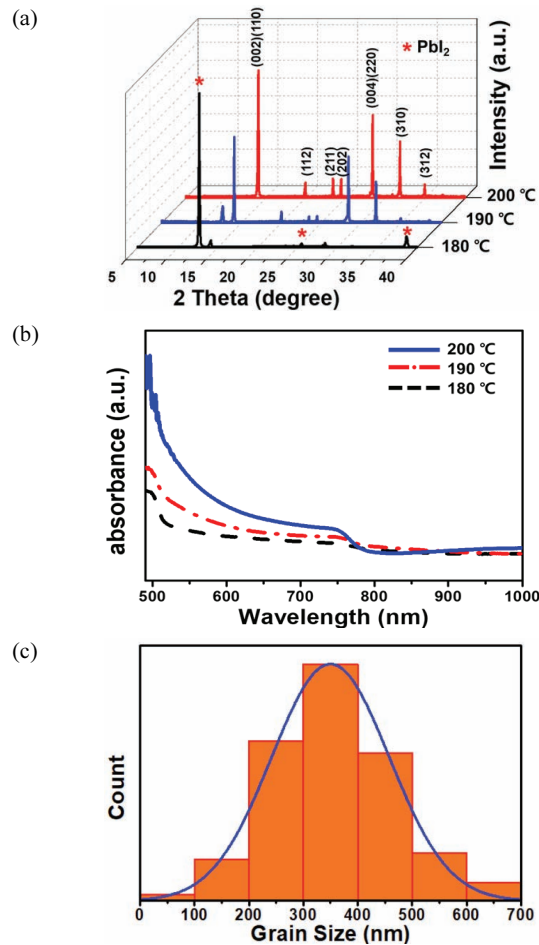 (a)
(002)(110)
* PbI2
*
(004)(220)
(310)
(112)
(211)
(202)
(312)
Intensity (a.u.)
200 ℃
190 ℃
180 ℃
*
*
5 10 15 20 25 30 35 40
2 Theta (degree)
(b)
200 ℃
190 ℃
180 ℃
absorbance (a.u.)
500 600 700 800 900 1000
Wavelength (nm)
(c)
Count
0 100 200 300 400 500 600 700
Grain Size (nm)